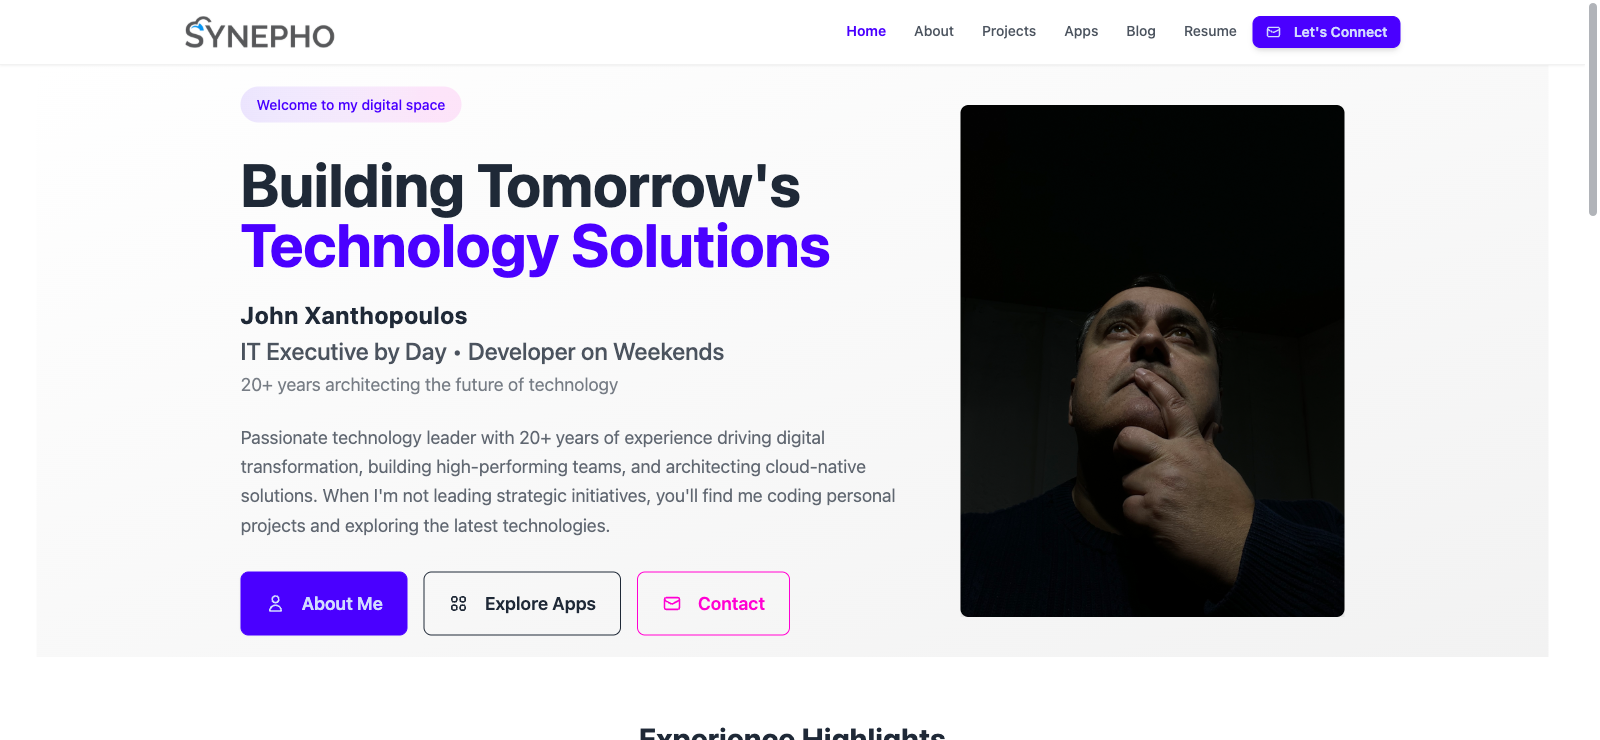 SYNEPHO
Home About Projects Apps Blog Resume Let's Connect
Welcome to my digital space
Building Tomorrow's
Technology Solutions
John Xanthopoulos
IT Executive by Day • Developer on Weekends
20+ years architecting the future of technology
Passionate technology leader with 20+ years of experience driving digital
transformation, building high-performing teams, and architecting cloud-native
solutions. When I'm not leading strategic initiatives, you'll find me coding personal
projects and exploring the latest technologies.
About Me Explore Apps Contact
Experience Highlights